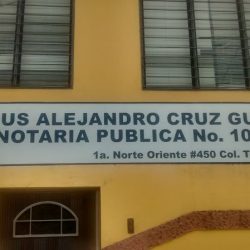 US ALEJANDRO CRUZ GU
NOTARIA PUBLICA No. 10
1a. Norte Oriente #450 Col. T